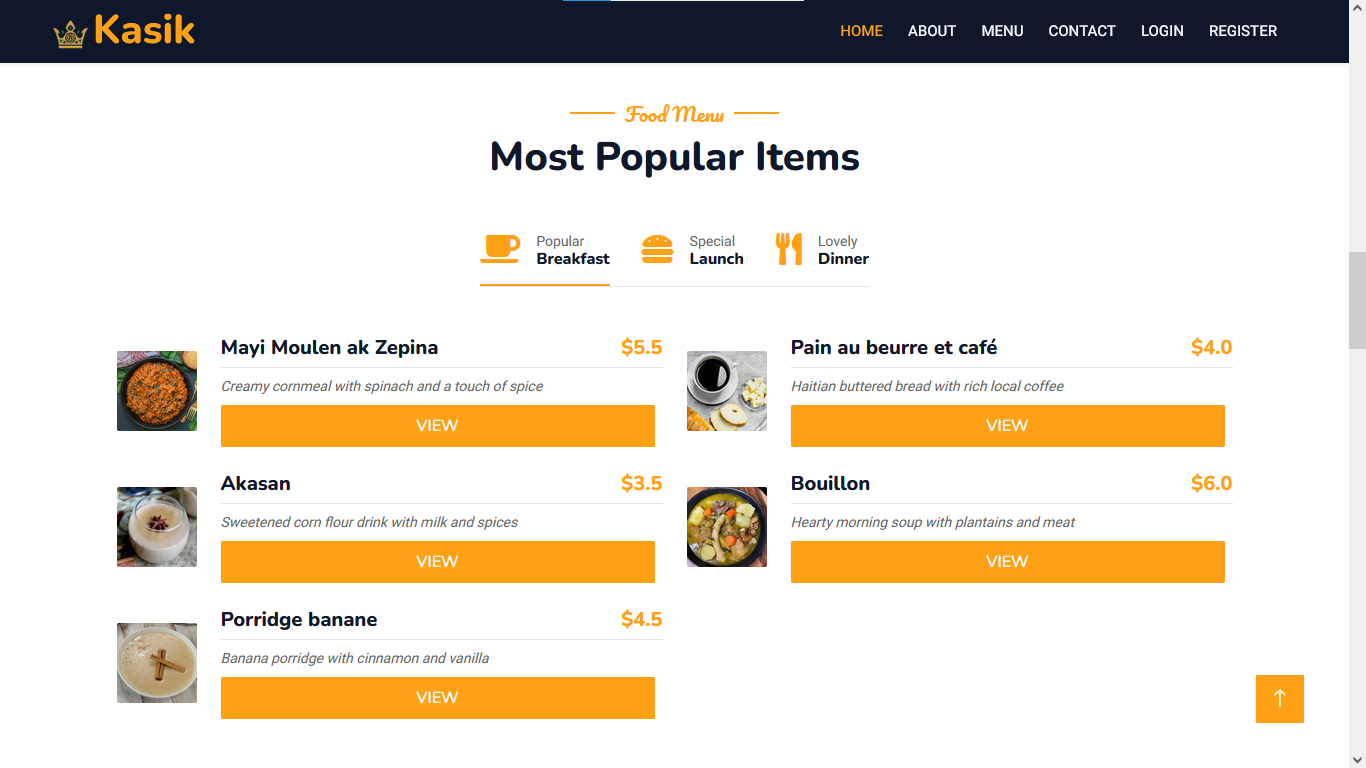 Kasik
HOME ABOUT MENU CONTACT LOGIN REGISTER
Food Menu
Most Popular Items
Popular
Breakfast
Special
Launch
Lovely
Dinner
Mayi Moulen ak Zepina $5.5
Creamy cornmeal with spinach and a touch of spice
VIEW
Pain au beurre et café $4.0
Haitian buttered bread with rich local coffee
VIEW
Akasan $3.5
Sweetened corn flour drink with milk and spices
VIEW
Bouillon $6.0
Hearty morning soup with plantains and meat
VIEW
Porridge banane $4.5
Banana porridge with cinnamon and vanilla
VIEW